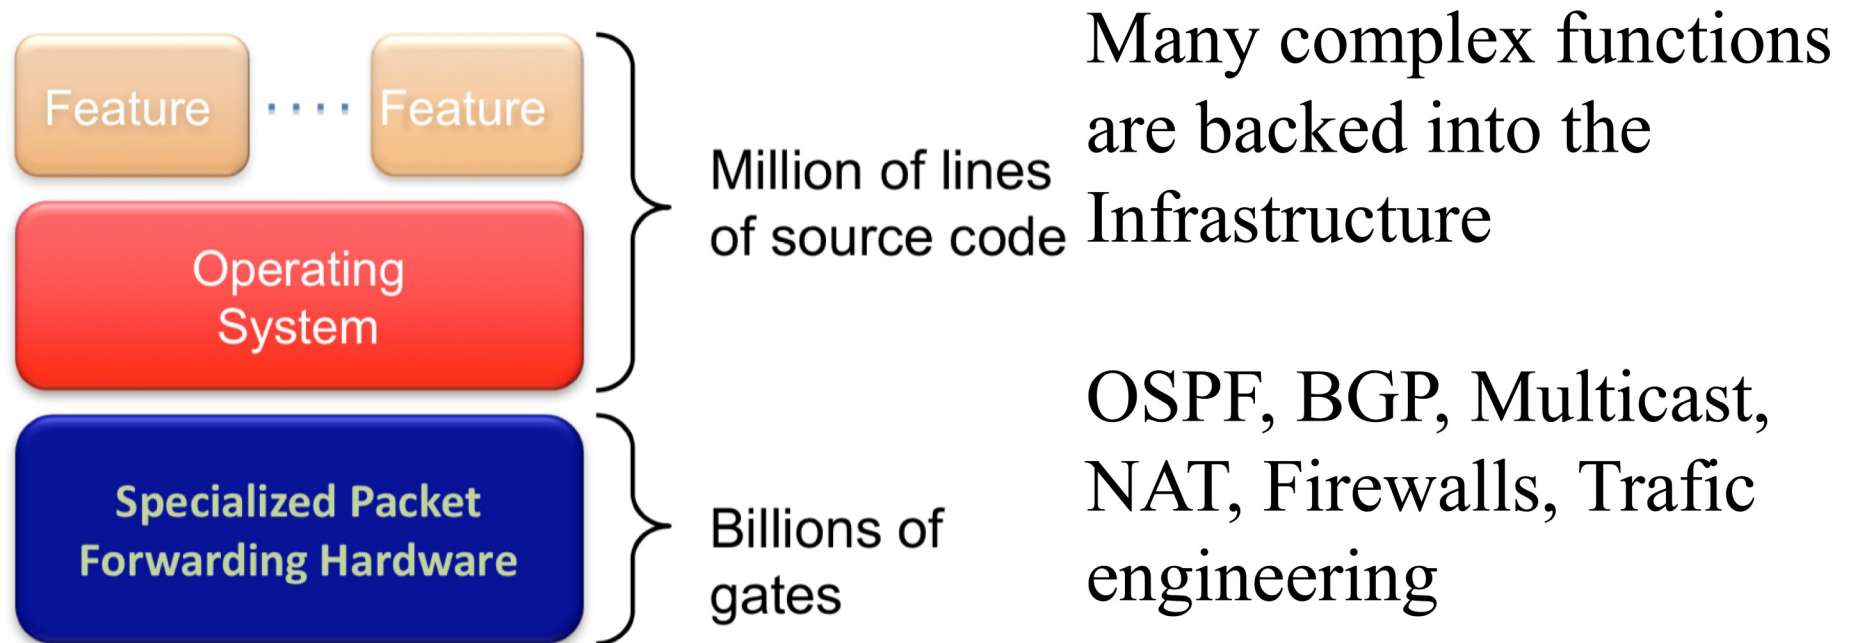 Feature
Feature
Operating
System
Specialized Packet
Forwarding Hardware
Million of lines
of source code
Billions of
gates
Many complex functions
are backed into the
Infrastructure
OSPF, BGP, Multicast,
NAT, Firewalls, Trafic
engineering